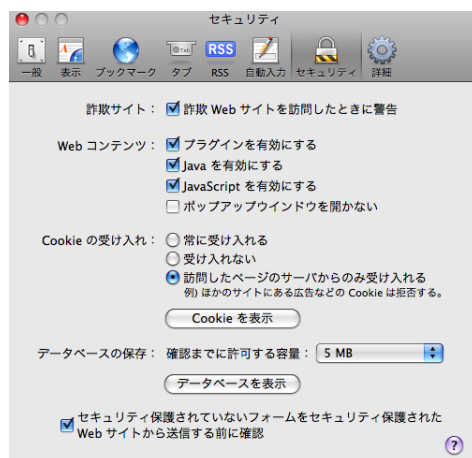 セキュリティ
@Tab
RSS
一般 表示 ブックマーク タブ RSS 自動入力 セキュリティ 詳細
詐欺サイト： 詐欺 Web サイトを訪問したときに警告
Web コンテンツ： プラグインを有効にする
Java を有効にする
JavaScript を有効にする
ポップアップウインドウを開かない
Cookie の受け入れ： 常に受け入れる
受け入れない
訪問したページのサーバからのみ受け入れる
例) ほかのサイトにある広告などの Cookie は拒否する。
Cookie を表示
データベースの保存： 確認までに許可する容量： 5 MB
データベースを表示
セキュリティ保護されていないフォームをセキュリティ保護された
Web サイトから送信する前に確認
?